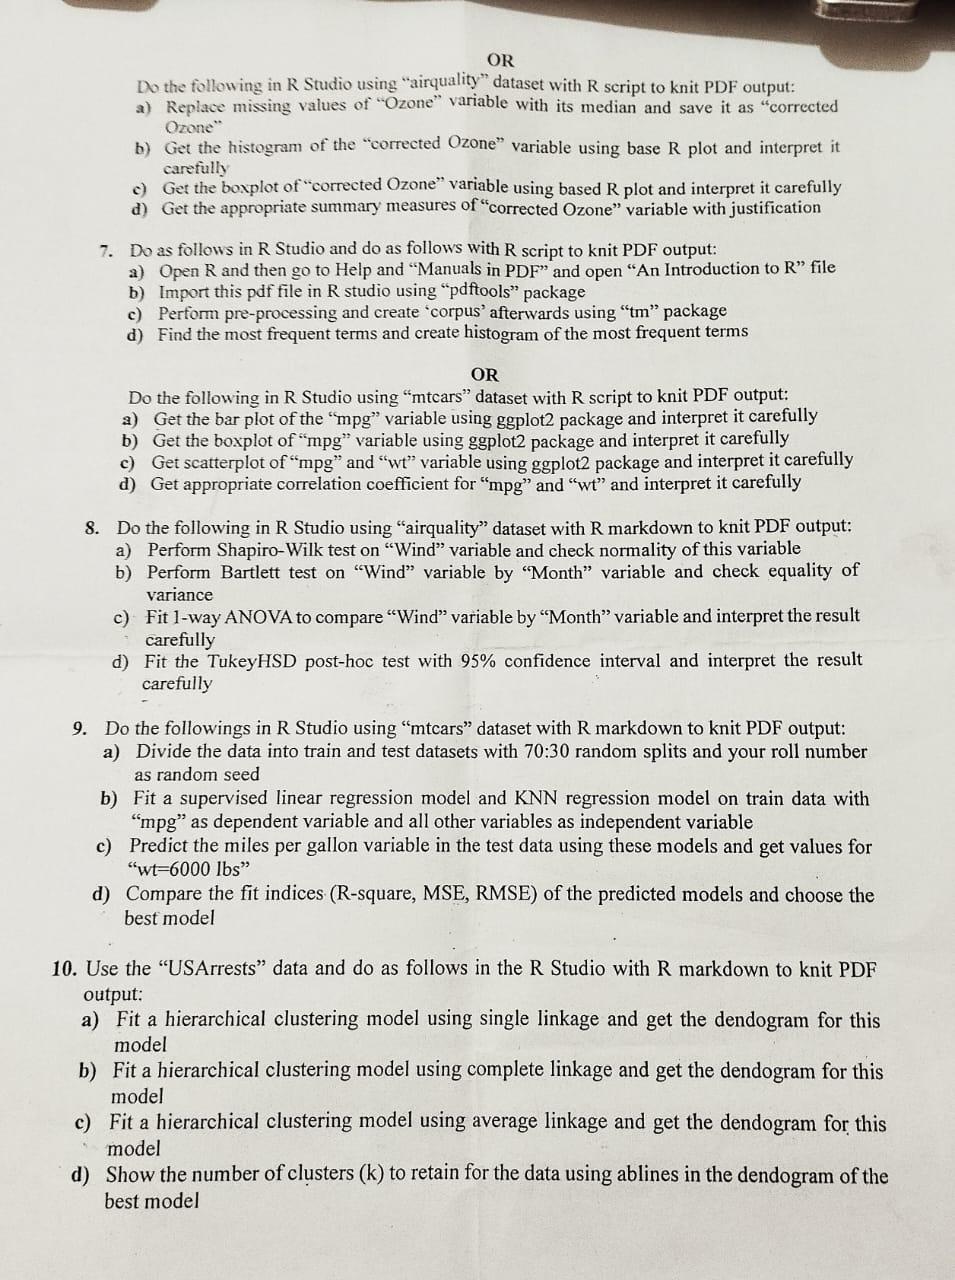 OR
Do the following in R Studio using “airquality” dataset with R script to knit PDF output:
a) Replace missing values of “Ozone” variable with its median and save it as “corrected
Ozone”
b) Get the histogram of the “corrected Ozone” variable using base R plot and interpret it
carefully
c) Get the boxplot of “corrected Ozone” variable using based R plot and interpret it carefully
d) Get the appropriate summary measures of “corrected Ozone” variable with justification
7. Do as follows in R Studio and do as follows with R script to knit PDF output:
a) Open R and then go to Help and “Manuals in PDF” and open “An Introduction to R” file
b) Import this pdf file in R studio using “pdftools” package
c) Perform pre-processing and create ‘corpus’ afterwards using “tm” package
d) Find the most frequent terms and create histogram of the most frequent terms
OR
Do the following in R Studio using “mtcars” dataset with R script to knit PDF output:
a) Get the bar plot of the “mpg” variable using ggplot2 package and interpret it carefully
b) Get the boxplot of “mpg” variable using ggplot2 package and interpret it carefully
c) Get scatterplot of “mpg” and “wt” variable using ggplot2 package and interpret it carefully
d) Get appropriate correlation coefficient for “mpg” and “wt” and interpret it carefully
8. Do the following in R Studio using “airquality” dataset with R markdown to knit PDF output:
a) Perform Shapiro-Wilk test on “Wind” variable and check normality of this variable
b) Perform Bartlett test on “Wind” variable by “Month” variable and check equality of
variance
c) Fit 1-way ANOVA to compare “Wind” variable by “Month” variable and interpret the result
carefully
d) Fit the TukeyHSD post-hoc test with 95% confidence interval and interpret the result
carefully
9. Do the followings in R Studio using “mtcars” dataset with R markdown to knit PDF output:
a) Divide the data into train and test datasets with 70:30 random splits and your roll number
as random seed
b) Fit a supervised linear regression model and KNN regression model on train data with
“mpg” as dependent variable and all other variables as independent variable
c) Predict the miles per gallon variable in the test data using these models and get values for
“wt=6000 lbs”
d) Compare the fit indices (R-square, MSE, RMSE) of the predicted models and choose the
best model
10. Use the “USArrests” data and do as follows in the R Studio with R markdown to knit PDF
output:
a) Fit a hierarchical clustering model using single linkage and get the dendogram for this
model
b) Fit a hierarchical clustering model using complete linkage and get the dendogram for this
model
c) Fit a hierarchical clustering model using average linkage and get the dendogram for this
model
d) Show the number of clusters (k) to retain for the data using ablines in the dendogram of the
best model